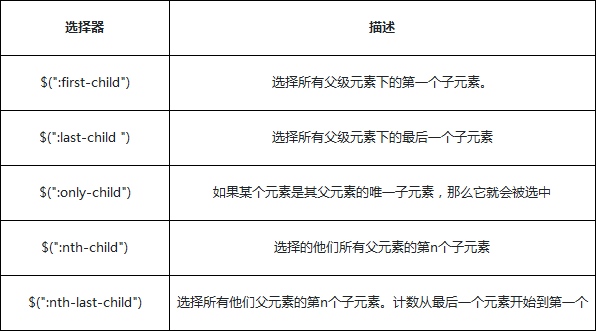 选择器 描述
$(":first-child") 选择所有父级元素下的第一个子元素。
$(":last-child ") 选择所有父级元素下的最后一个子元素
$(":only-child") 如果某个元素是其父元素的唯一子元素，那么它就会被选中
$(":nth-child") 选择的他们所有父元素的第n个子元素
$(":nth-last-child") 选择所有他们父元素的第n个子元素。计数从最后一个元素开始到第一个